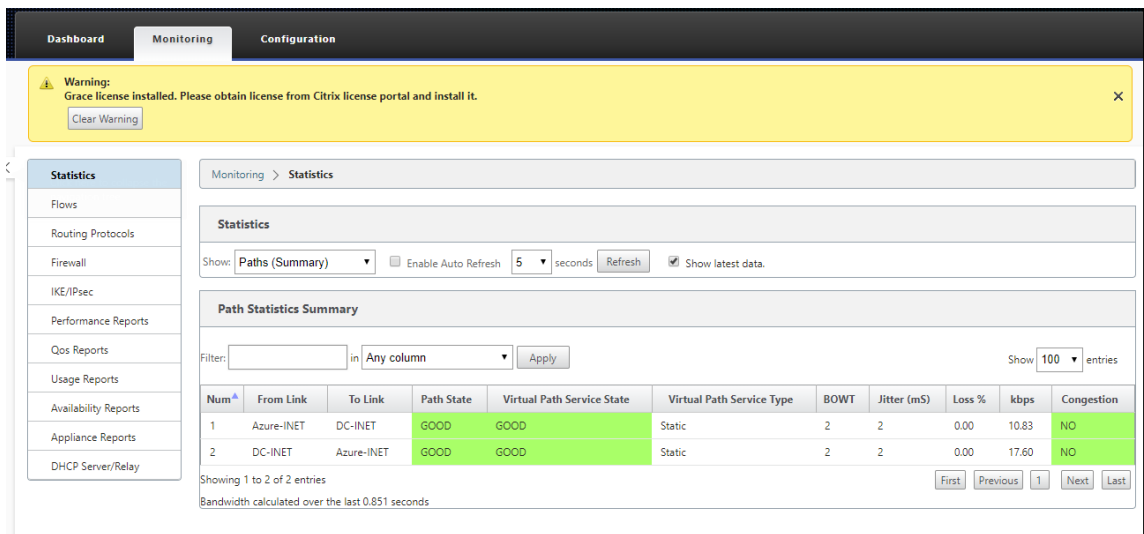 Dashboard Monitoring Configuration
Warning:
Grace license installed. Please obtain license from Citrix license portal and install it.
Clear Warning
Statistics
Flows
Routing Protocols
Firewall
IKE/IPsec
Performance Reports
Qos Reports
Usage Reports
Availability Reports
Appliance Reports
DHCP Server/Relay
Monitoring > Statistics
Statistics
Show: Paths (Summary) Enable Auto Refresh 5 seconds Refresh Show latest data.
Path Statistics Summary
Filter: in Any column Apply Show 100 entries
Num From Link To Link Path State Virtual Path Service State Virtual Path Service Type BOWT Jitter (mS) Loss % kbps Congestion
1 Azure-INET DC-INET GOOD GOOD Static 2 2 0.00 10.83 NO
2 DC-INET Azure-INET GOOD GOOD Static 2 2 0.00 17.60 NO
Showing 1 to 2 of 2 entries First Previous 1 Next Last
Bandwidth calculated over the last 0.851 seconds